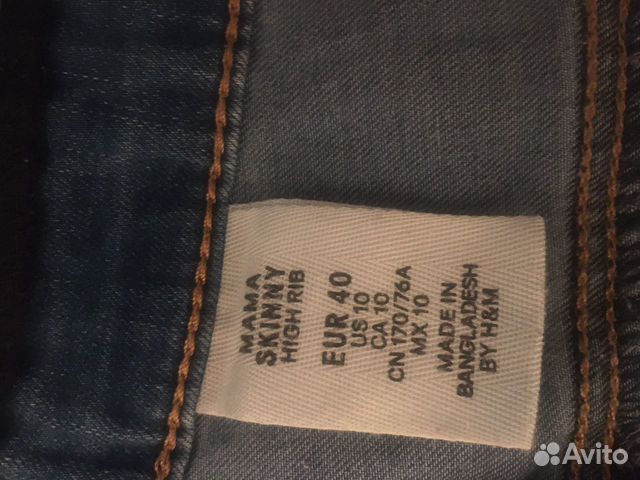 MAMA
SKINNY
HIGH RIB
EUR 40
US 10
CA 10
CN 170/76A
MX 10
MADE IN
BANGLADESH
BY H&M
Avito